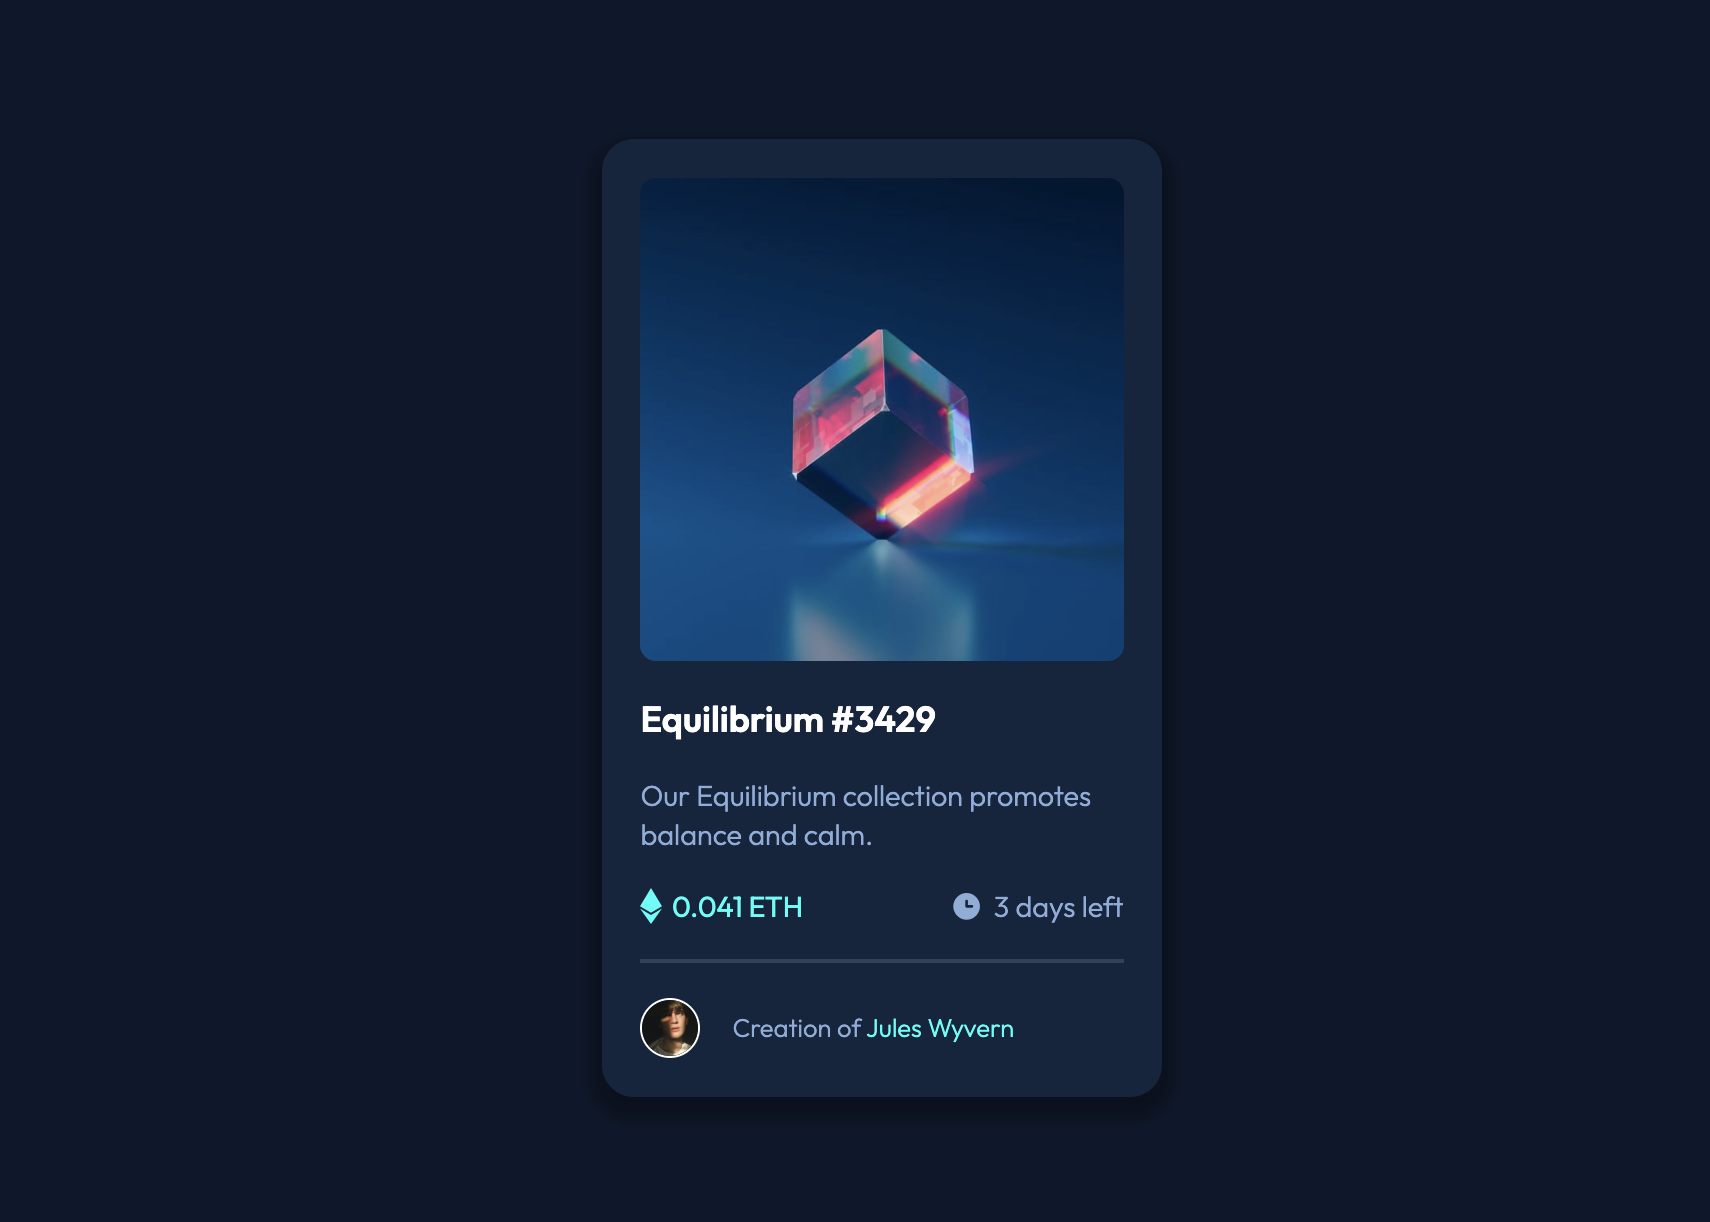 Equilibrium #3429
Our Equilibrium collection promotes
balance and calm.
0.041 ETH
3 days left
Creation of Jules Wyvern